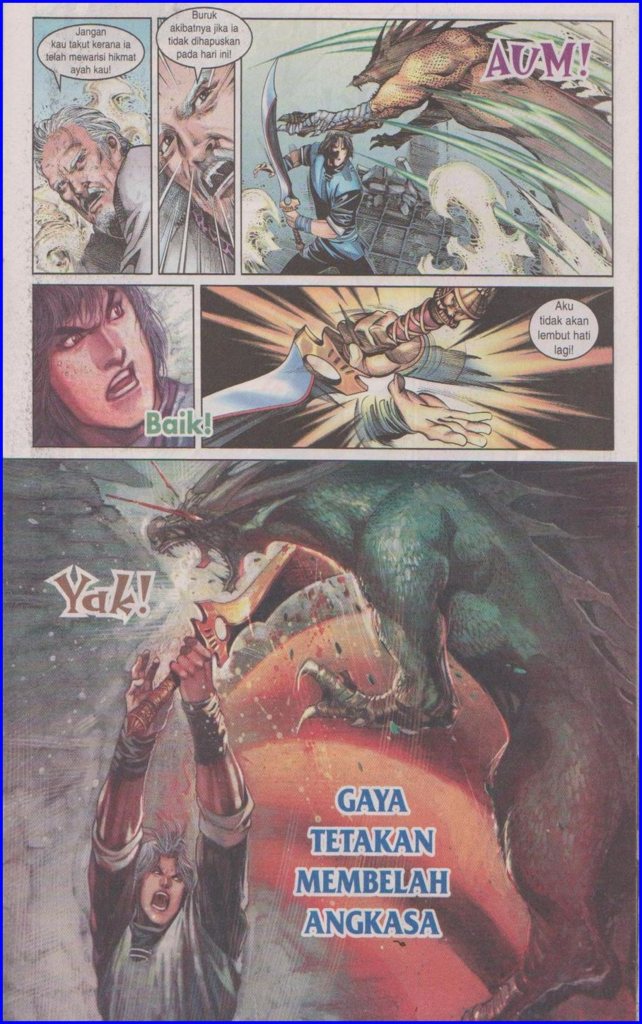 Jangan
kau takut kerana ia
telah mewarisi hikmat
ayah kau!
Buruk
akibatnya jika ia
tidak dihapuskan
pada hari ini!
AUM!
Baik!
Aku
tidak akan
lembut hati
lagi!
Yak!
GAYA
TETAKAN
MEMBELAH
ANGKASA